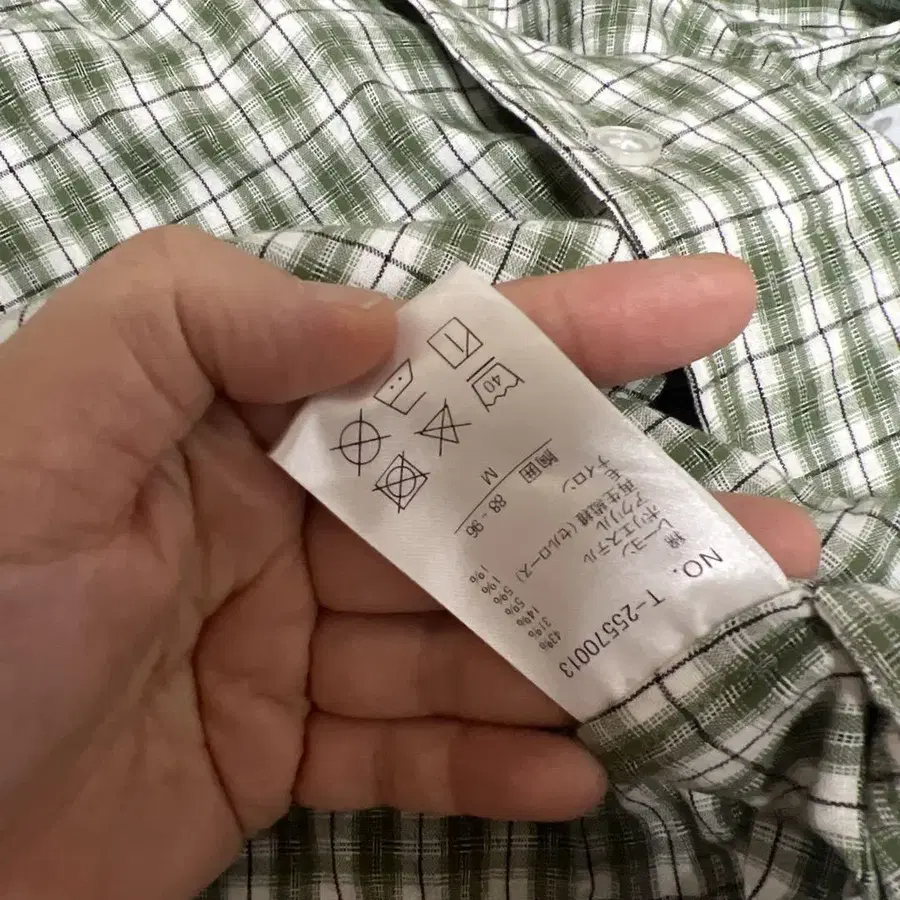 NO. T-25570013
綿 43%
レーヨン 31%
ポリエステル 14%
アクリル 5%
再生繊維（セルロース） 5%
毛 1%
ナイロン 1%
胸囲 88 - 96
M
40